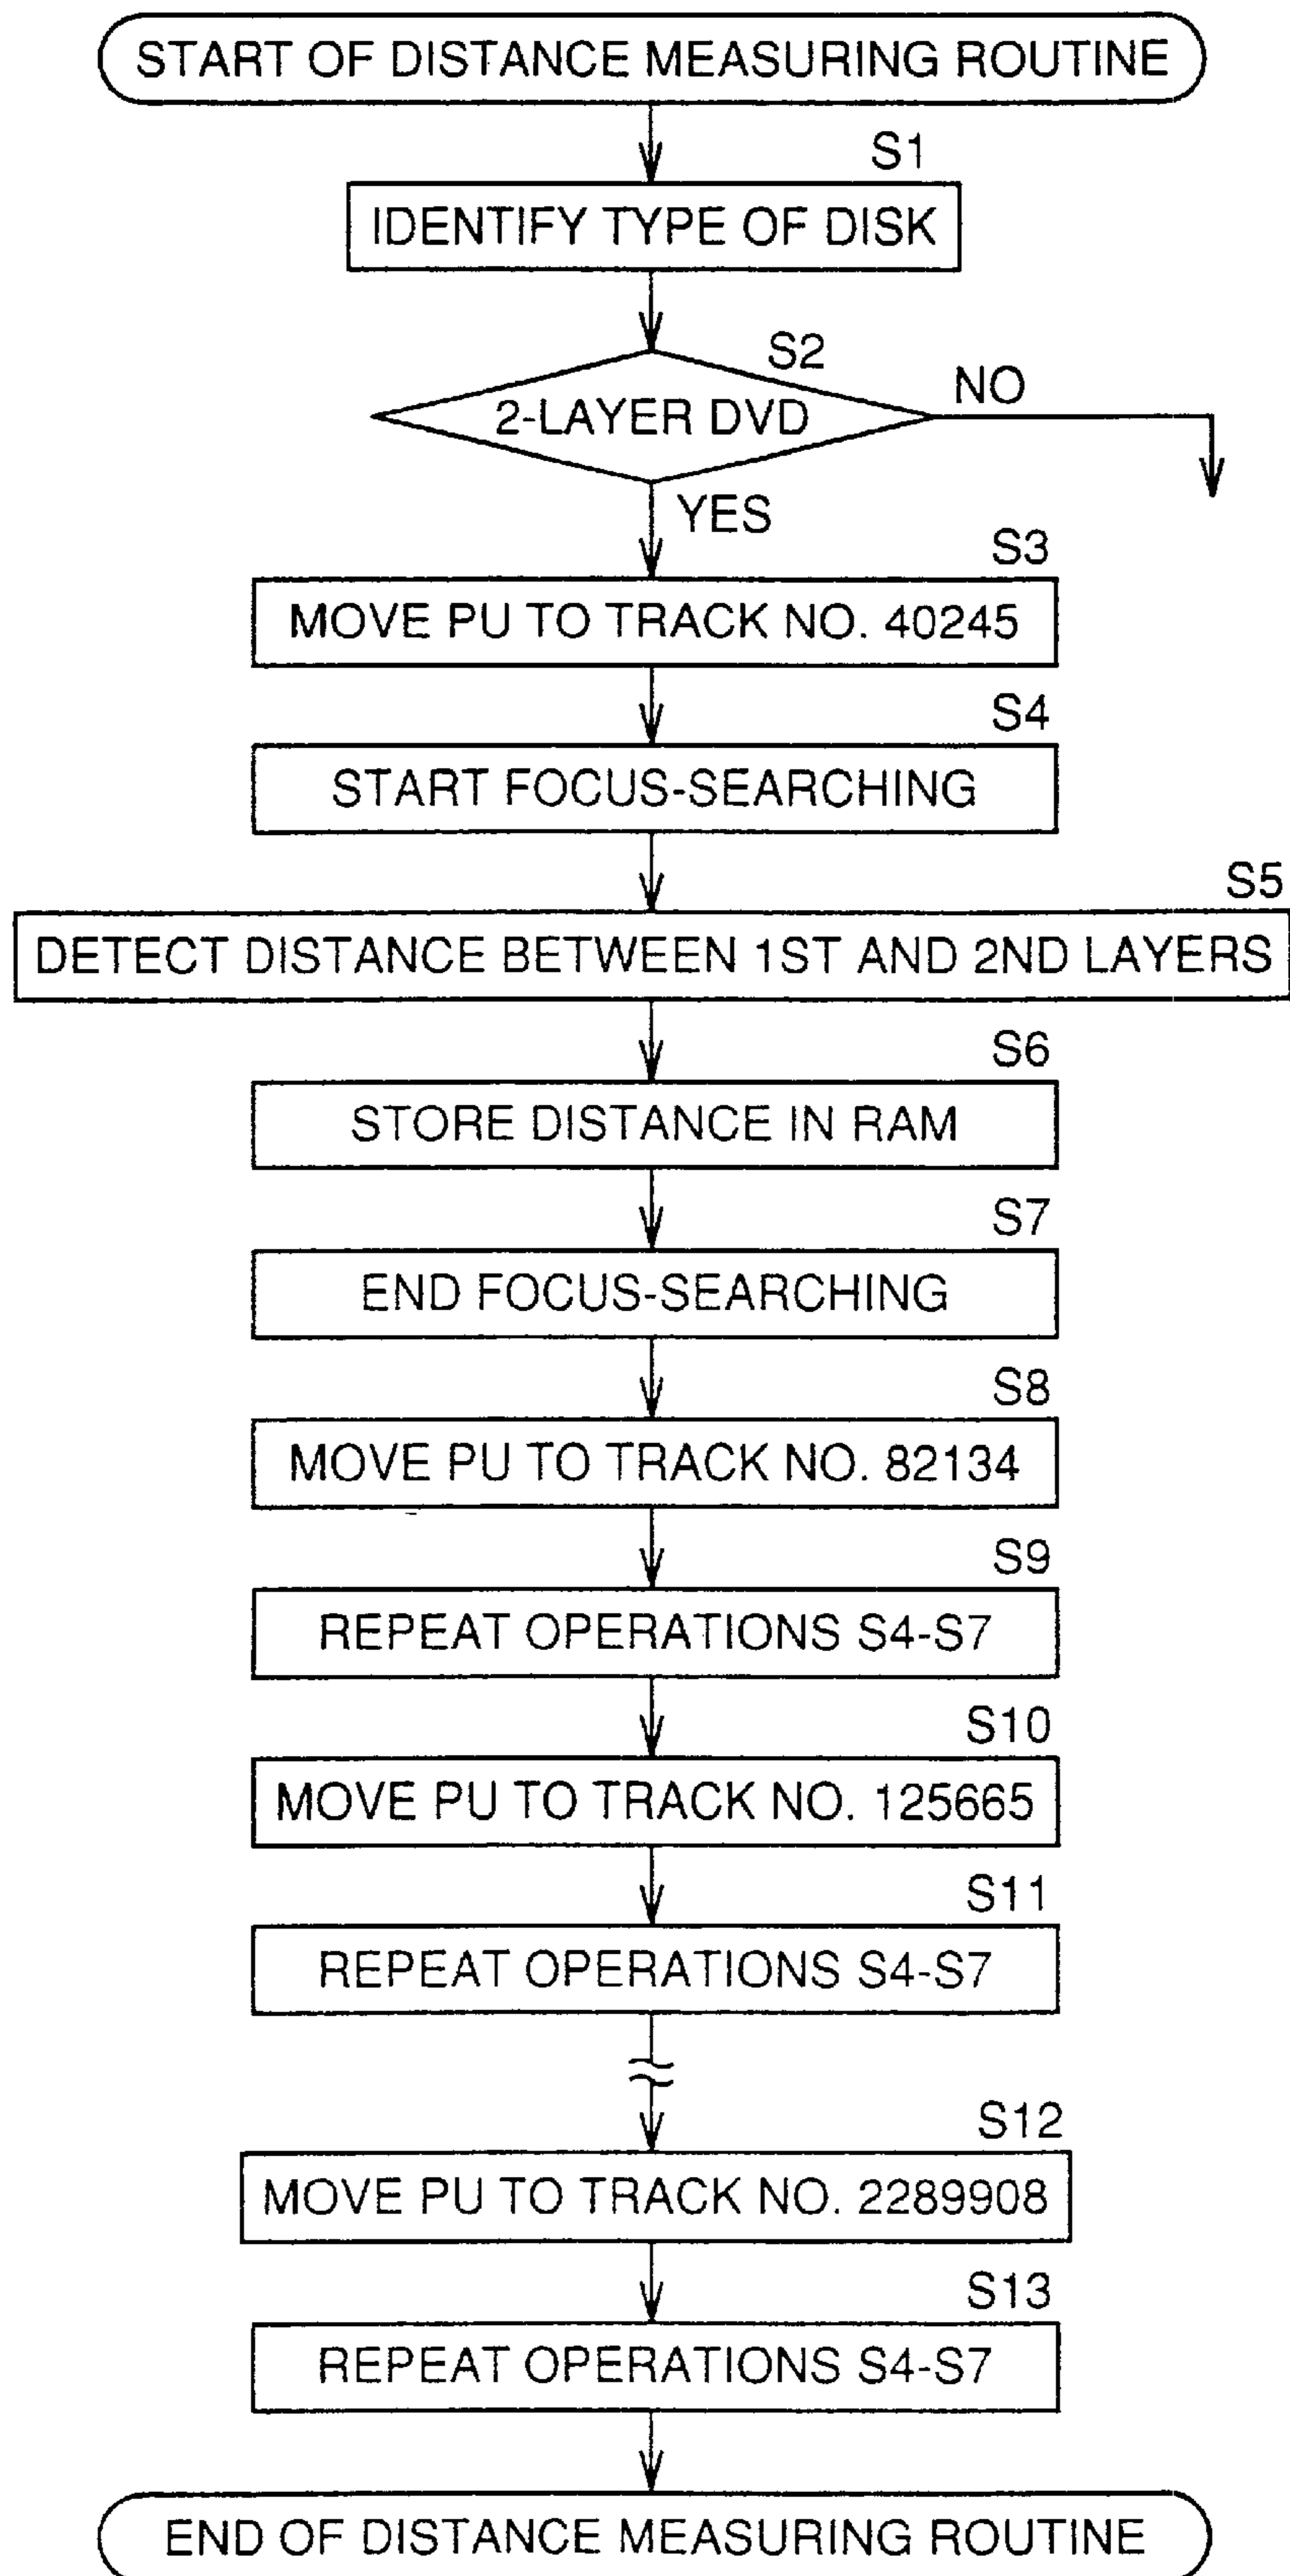 START OF DISTANCE MEASURING ROUTINE
S1
IDENTIFY TYPE OF DISK
S2
2-LAYER DVD
NO
YES
S3
MOVE PU TO TRACK NO. 40245
S4
START FOCUS-SEARCHING
S5
DETECT DISTANCE BETWEEN 1ST AND 2ND LAYERS
S6
STORE DISTANCE IN RAM
S7
END FOCUS-SEARCHING
S8
MOVE PU TO TRACK NO. 82134
S9
REPEAT OPERATIONS S4-S7
S10
MOVE PU TO TRACK NO. 125665
S11
REPEAT OPERATIONS S4-S7
S12
MOVE PU TO TRACK NO. 2289908
S13
REPEAT OPERATIONS S4-S7
END OF DISTANCE MEASURING ROUTINE